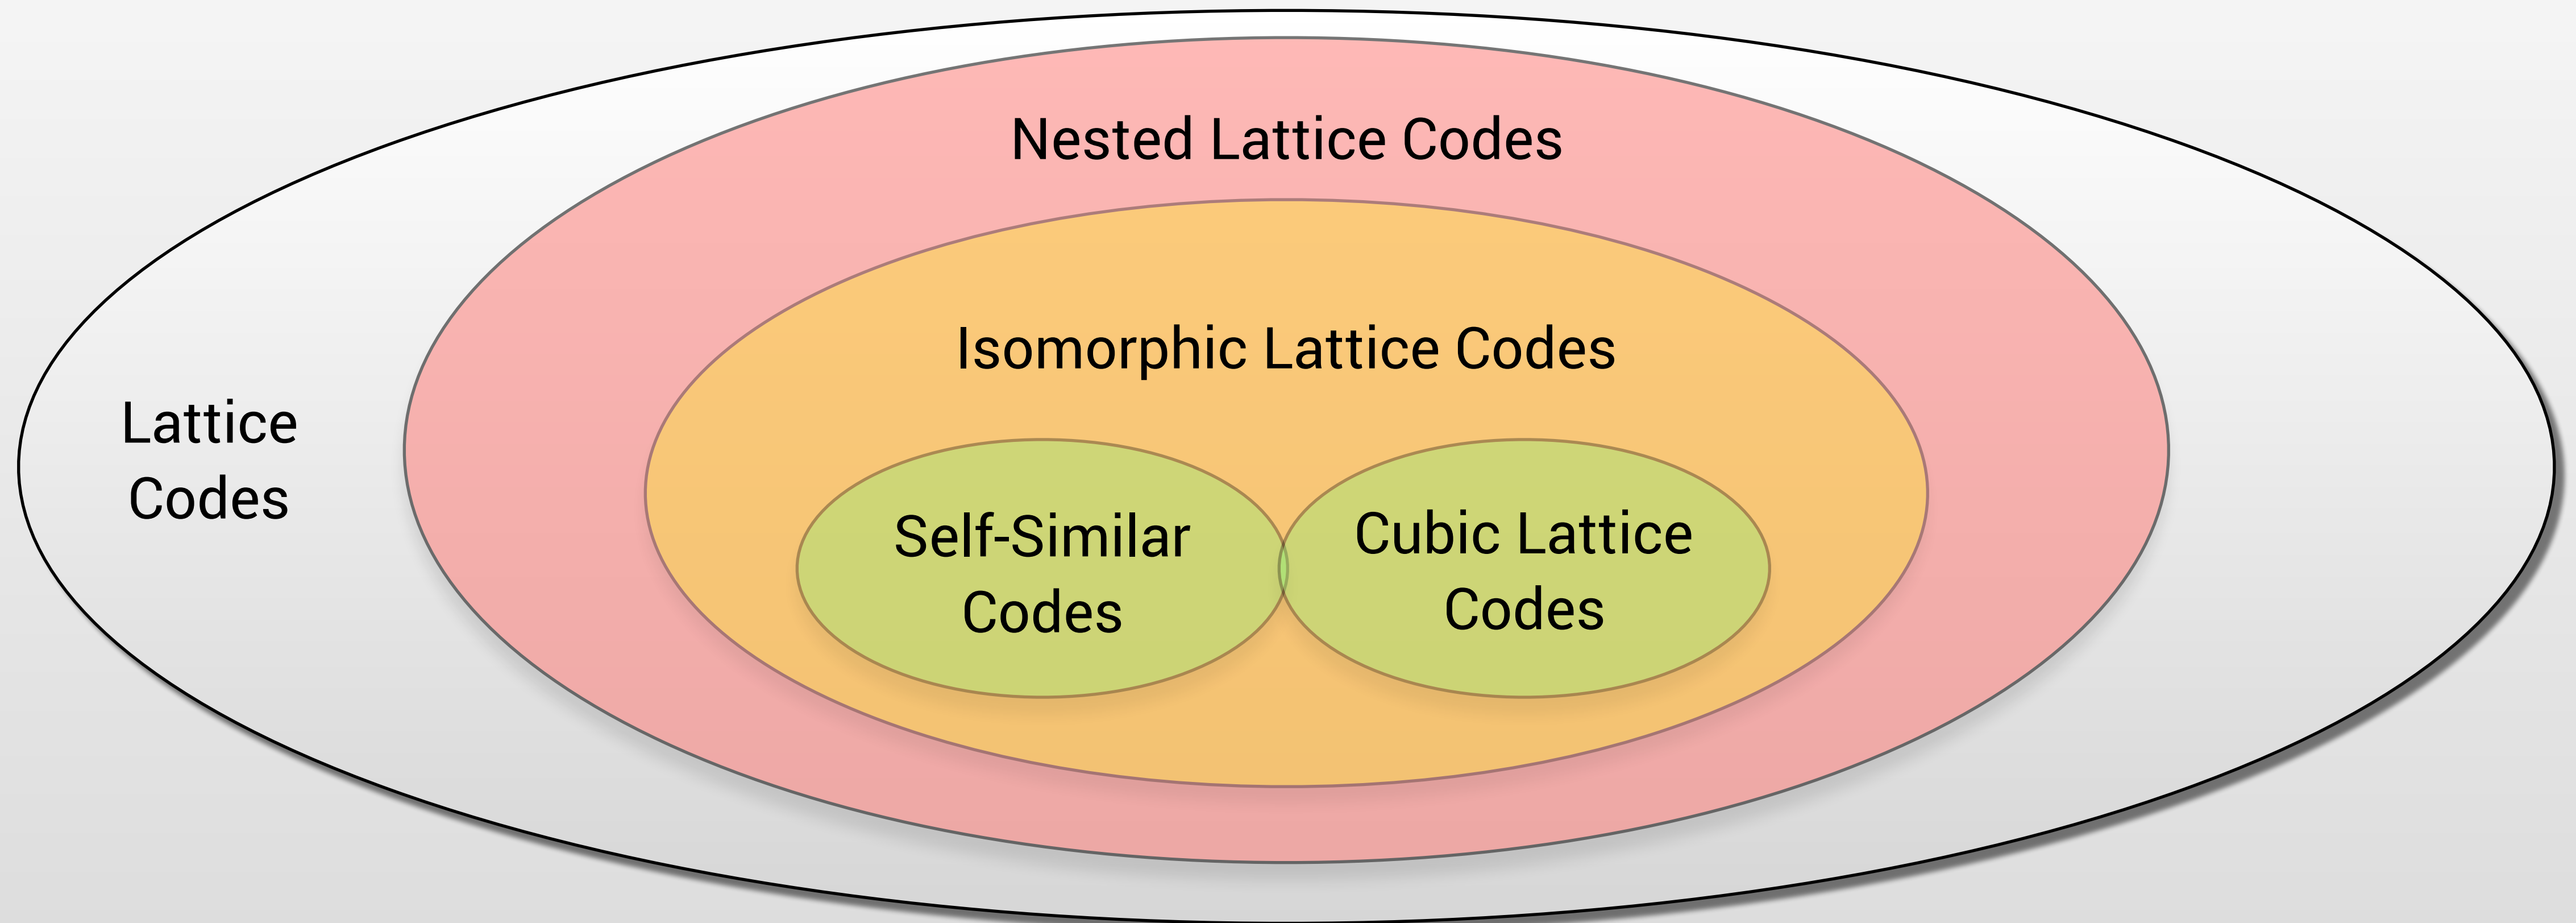 Nested Lattice Codes
Isomorphic Lattice Codes
Lattice
Codes
Self-Similar
Codes
Cubic Lattice
Codes